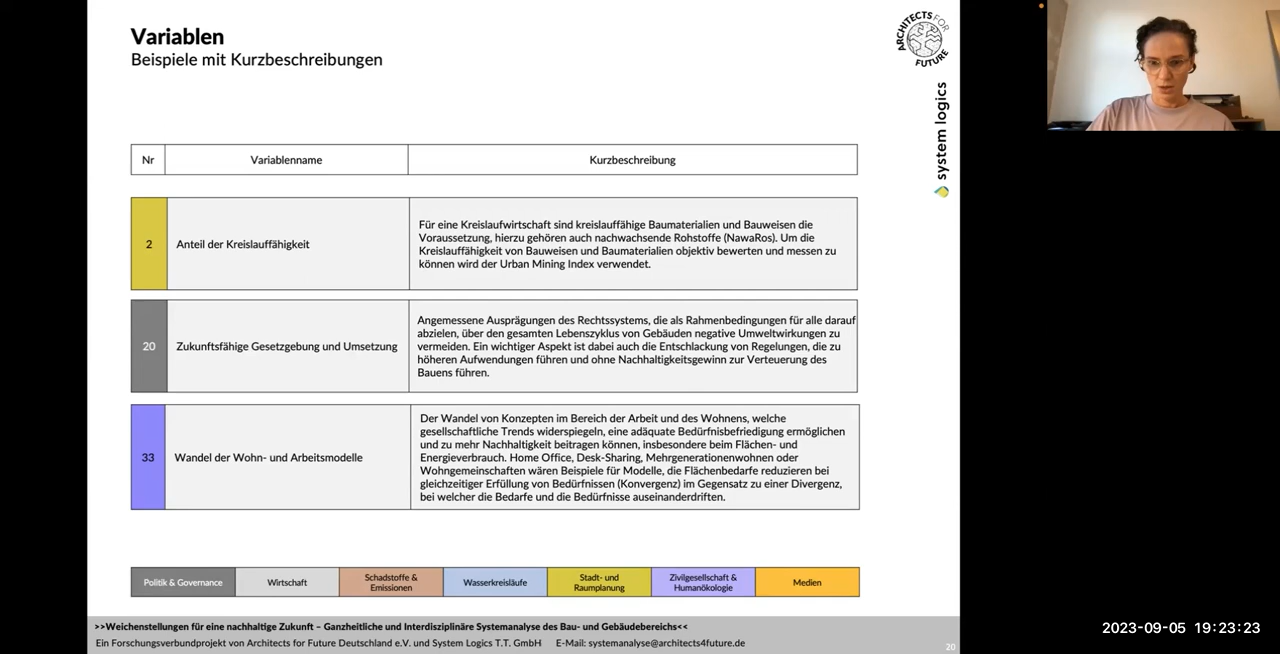 Variablen
Beispiele mit Kurzbeschreibungen
ARCHITECTS FOR FUTURE
system logics
Nr Variablenname Kurzbeschreibung
2 Anteil der Kreislauffähigkeit
Für eine Kreislaufwirtschaft sind kreislauffähige Baumaterialien und Bauweisen die
Voraussetzung, hierzu gehören auch nachwachsende Rohstoffe (NawaRos). Um die
Kreislauffähigkeit von Bauweisen und Baumaterialien objektiv bewerten und messen zu
können wird der Urban Mining Index verwendet.
20 Zukunftsfähige Gesetzgebung und Umsetzung
Angemessene Ausprägungen des Rechtssystems, die als Rahmenbedingungen für alle darauf
abzielen, über den gesamten Lebenszyklus von Gebäuden negative Umweltwirkungen zu
vermeiden. Ein wichtiger Aspekt ist dabei auch die Entschlackung von Regelungen, die zu
höheren Aufwendungen führen und ohne Nachhaltigkeitsgewinn zur Verteuerung des
Bauens führen.
33 Wandel der Wohn- und Arbeitsmodelle
Der Wandel von Konzepten im Bereich der Arbeit und des Wohnens, welche
gesellschaftliche Trends widerspiegeln, eine adäquate Bedürfnisbefriedigung ermöglichen
und zu mehr Nachhaltigkeit beitragen können, insbesondere beim Flächen- und
Energieverbrauch. Home Office, Desk-Sharing, Mehrgenerationenwohnen oder
Wohngemeinschaften wären Beispiele für Modelle, die Flächenbedarfe reduzieren bei
gleichzeitiger Erfüllung von Bedürfnissen (Konvergenz) im Gegensatz zu einer Divergenz,
bei welcher die Bedarfe und die Bedürfnisse auseinanderdriften.
Politik & Governance
Wirtschaft
Schadstoffe &
Emissionen
Wasserkreisläufe
Stadt- und
Raumplanung
Zivilgesellschaft &
Humanökologie
Medien
>>Weichenstellungen für eine nachhaltige Zukunft – Ganzheitliche und Interdisziplinäre Systemanalyse des Bau- und Gebäudebereichs<<
Ein Forschungsverbundprojekt von Architects for Future Deutschland e.V. und System Logics T.T. GmbH E-Mail: systemanalyse@architects4future.de
20
2023-09-05 19:23:23